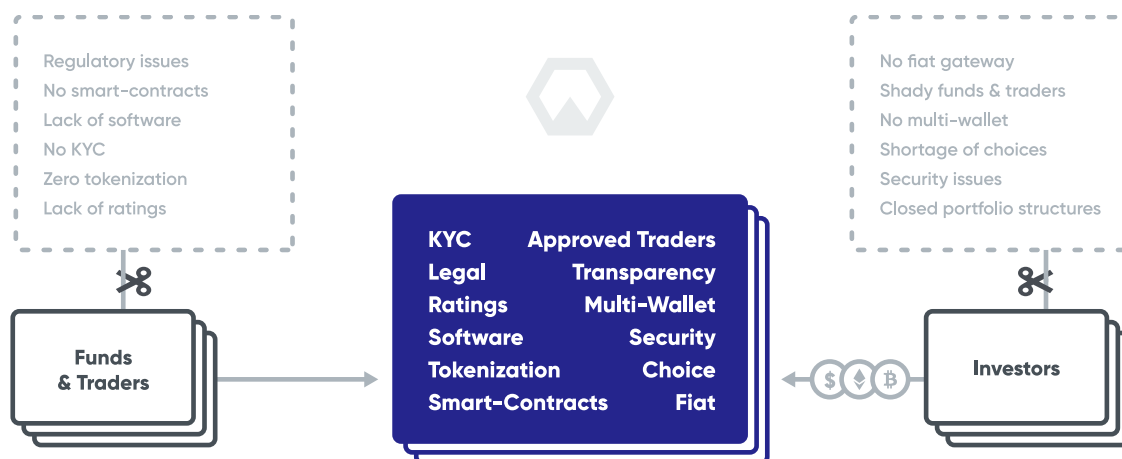 Regulatory issues
No smart-contracts
Lack of software
No KYC
Zero tokenization
Lack of ratings
No fiat gateway
Shady funds & traders
No multi-wallet
Shortage of choices
Security issues
Closed portfolio structures
KYC Approved Traders
Legal Transparency
Ratings Multi-Wallet
Software Security
Tokenization Choice
Smart-Contracts Fiat
Funds
& Traders
$
Investors